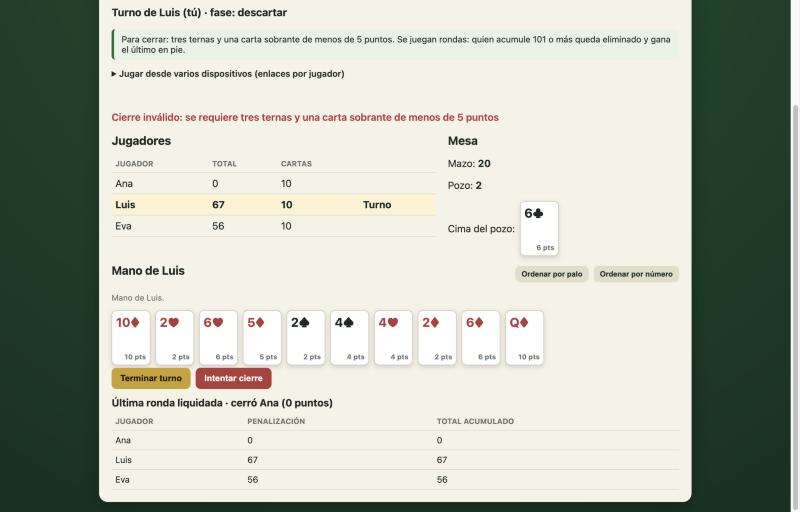 Turno de Luis (tú) · fase: descartar
Para cerrar: tres ternas y una carta sobrante de menos de 5 puntos. Se juegan rondas: quien acumule 101 o más queda eliminado y gana
el último en pie.
▶ Jugar desde varios dispositivos (enlaces por jugador)
Cierre inválido: se requiere tres ternas y una carta sobrante de menos de 5 puntos
Jugadores
JUGADOR TOTAL CARTAS
Ana 0 10
Luis 67 10 Turno
Eva 56 10
Mesa
Mazo: 20
Pozo: 2
Cima del pozo: 6♣ 6 pts
Mano de Luis
Ordenar por palo Ordenar por número
Mano de Luis.
10♦ 2♥ 6♥ 5♦ 2♠ 4♠ 4♥ 2♦ 6♦ Q♦
10 pts 2 pts 6 pts 5 pts 2 pts 4 pts 4 pts 2 pts 6 pts 10 pts
Terminar turno Intentar cierre
Última ronda liquidada · cerró Ana (0 puntos)
JUGADOR PENALIZACIÓN TOTAL ACUMULADO
Ana 0 0
Luis 67 67
Eva 56 56